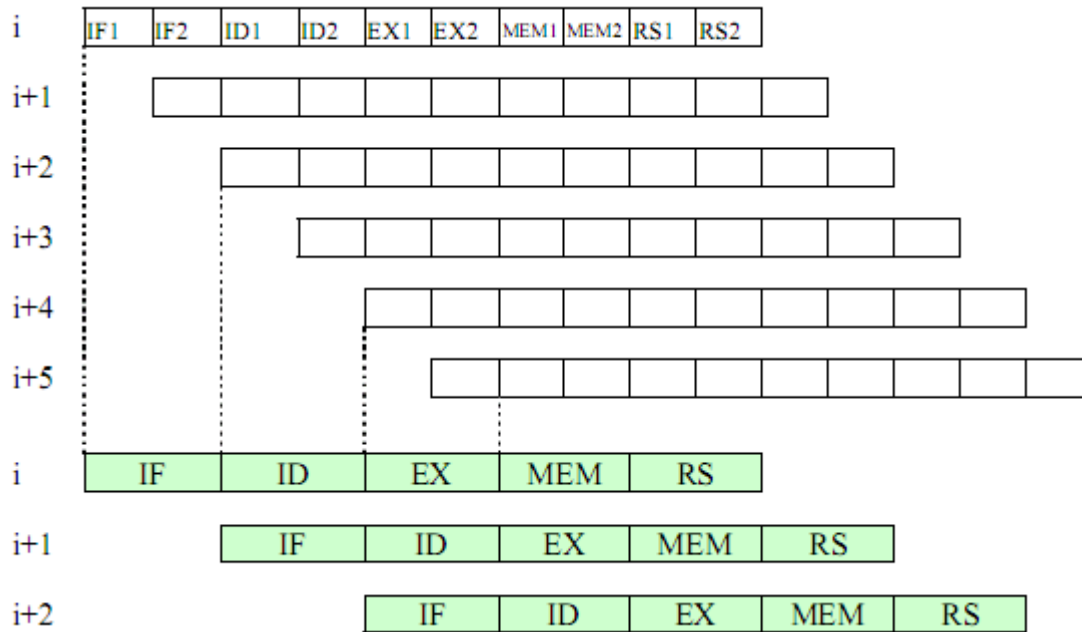 i IF1 IF2 ID1 ID2 EX1 EX2 MEM1 MEM2 RS1 RS2
i+1
i+2
i+3
i+4
i+5
i IF ID EX MEM RS
i+1 IF ID EX MEM RS
i+2 IF ID EX MEM RS